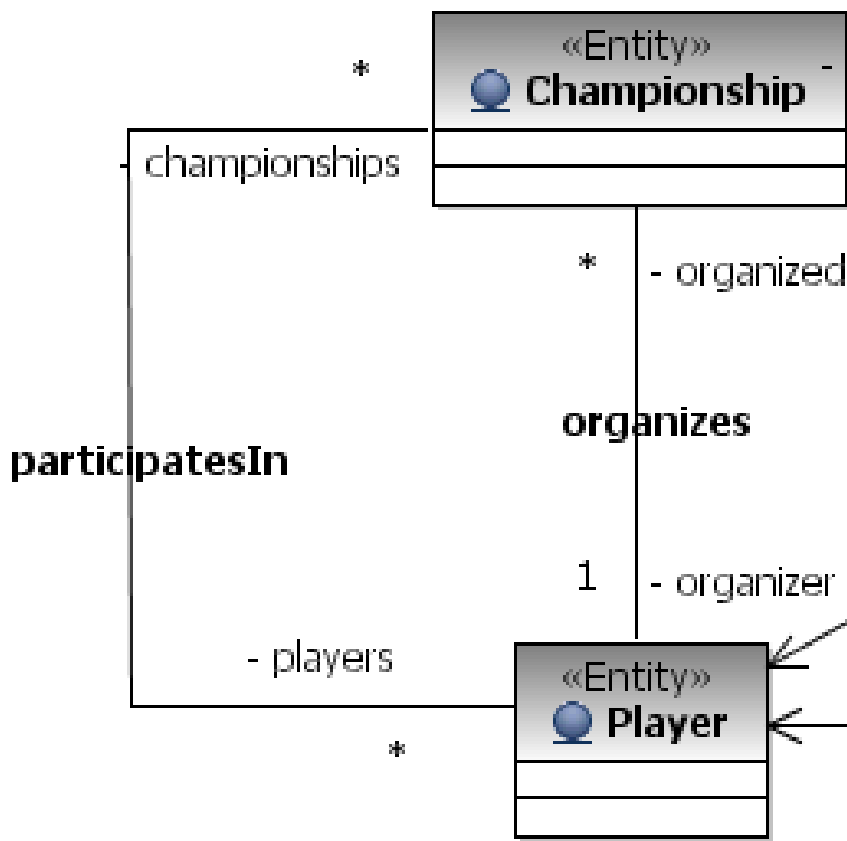 «Entity»
Championship
-
*
- championships
*
- organized
organizes
participatesIn
1
- organizer
- players
*
«Entity»
Player